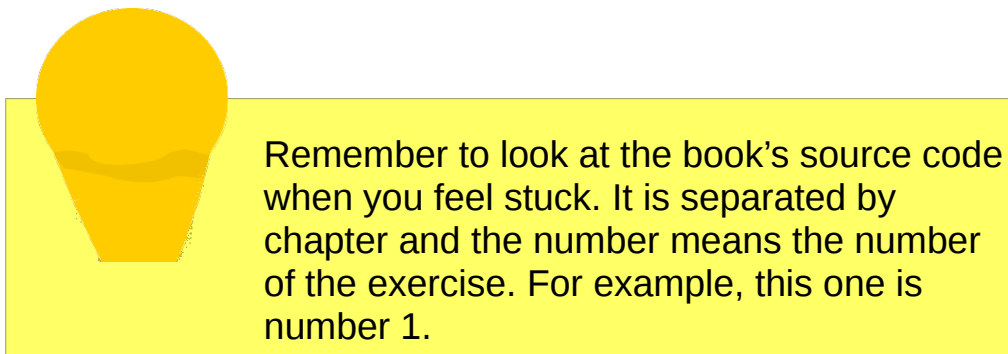 Remember to look at the book’s source code
when you feel stuck. It is separated by
chapter and the number means the number
of the exercise. For example, this one is
number 1.